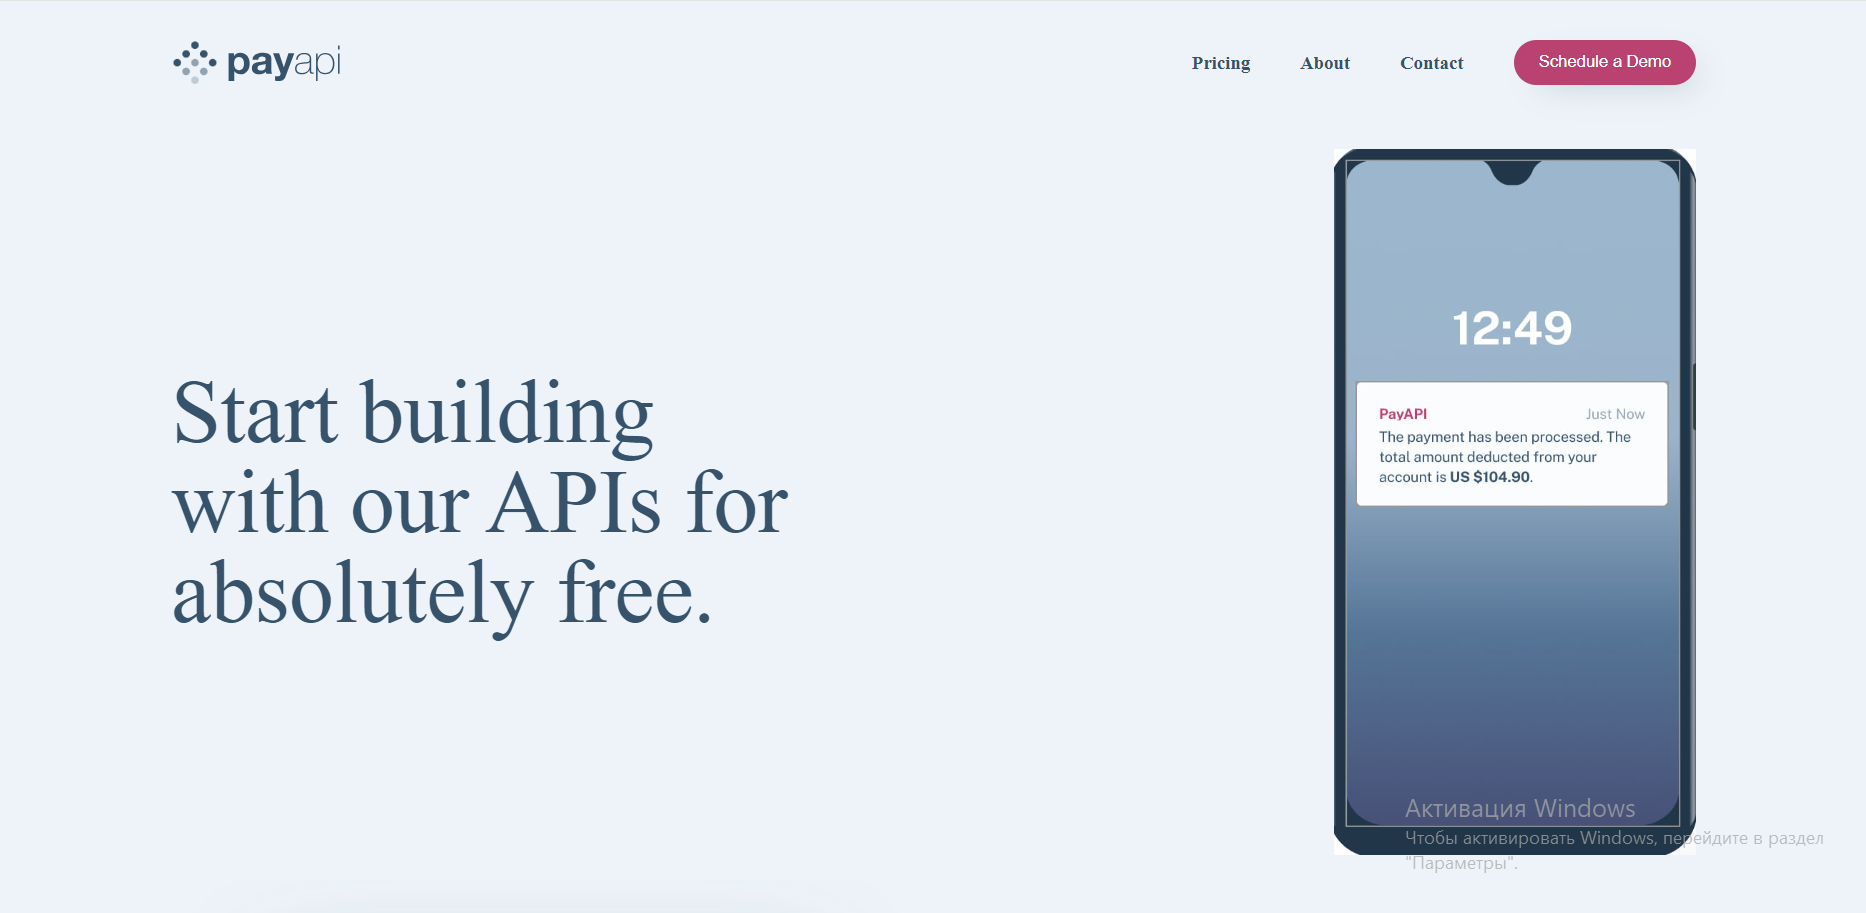 payapi
Pricing
About
Contact
Schedule a Demo
Start building
with our APIs for
absolutely free.
12:49
PayAPI
Just Now
The payment has been processed. The
total amount deducted from your
account is US $104.90.
Активация Windows
Чтобы активировать Windows, перейдите в раздел
"Параметры".